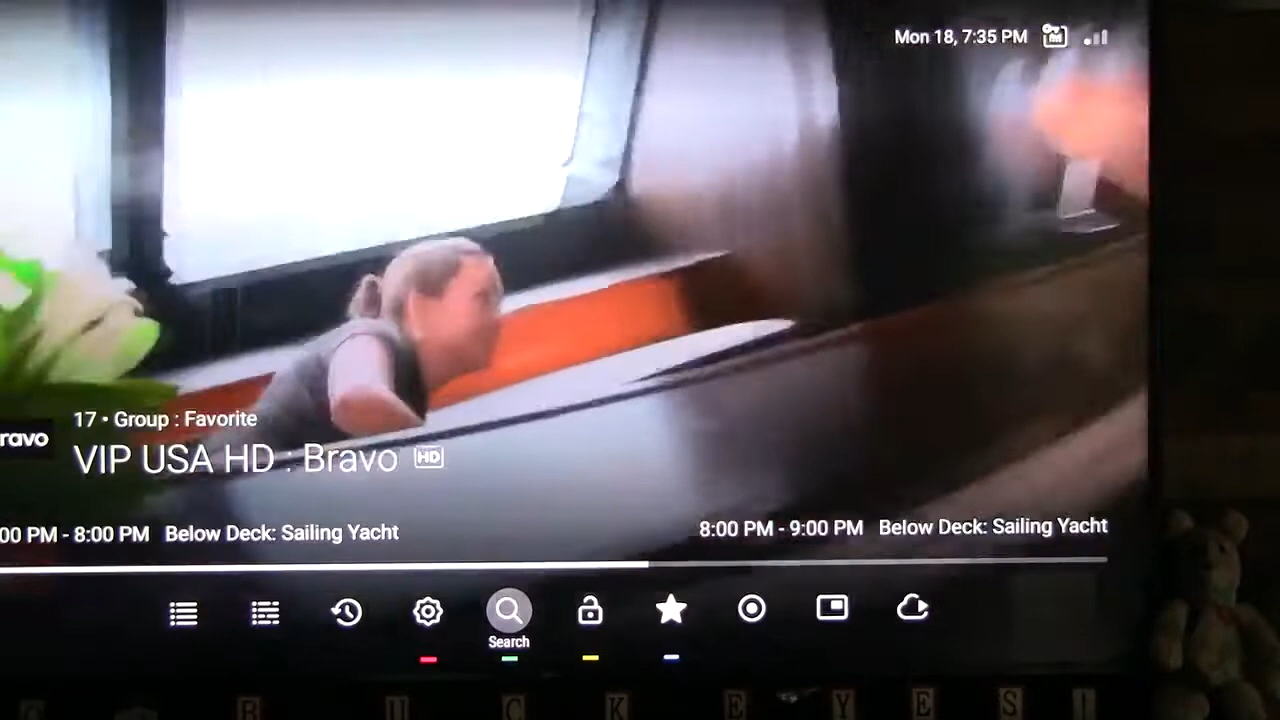 Mon 18, 7:35 PM
17 • Group : Favorite
ravo
VIP USA HD : Bravo HD
00 PM - 8:00 PM Below Deck: Sailing Yacht
8:00 PM - 9:00 PM Below Deck: Sailing Yacht
Search
B U C K E Y E S